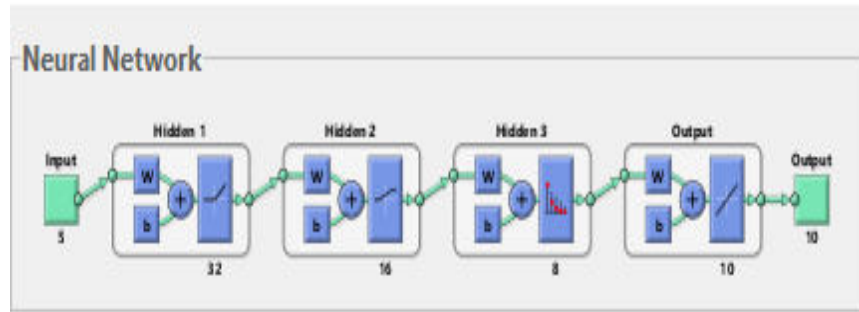 Neural Network
Hidden 1 Hidden 2 Hidden 3 Output
Input Output
W W W W
+ + + +
b b b b
5 10
32 16 8 10